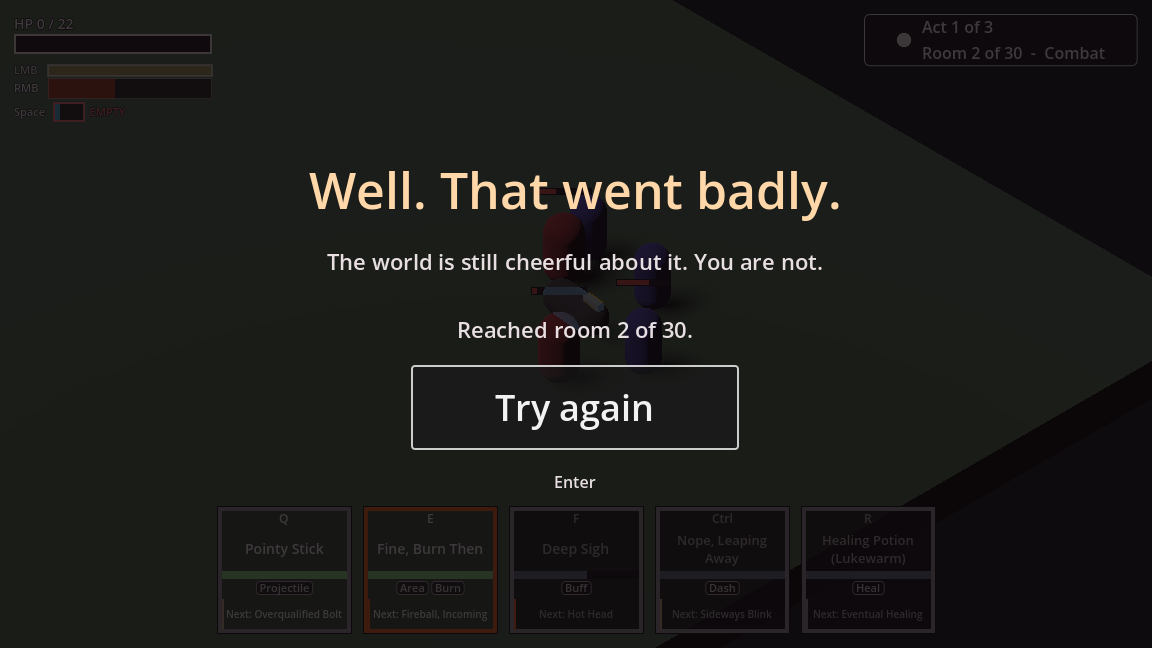 HP 0 / 22
LMB
RMB
Space
EMPTY
Act 1 of 3
Room 2 of 30 - Combat
Well. That went badly.
The world is still cheerful about it. You are not.
Reached room 2 of 30.
Try again
Enter
Q
Pointy Stick
Projectile
Next: Overqualified Bolt
E
Fine, Burn Then
Area
Burn
Next: Fireball, Incoming
F
Deep Sigh
Buff
Next: Hot Head
Ctrl
Nope, Leaping
Away
Dash
Next: Sideways Blink
R
Healing Potion
(Lukewarm)
Heal
Next: Eventual Healing